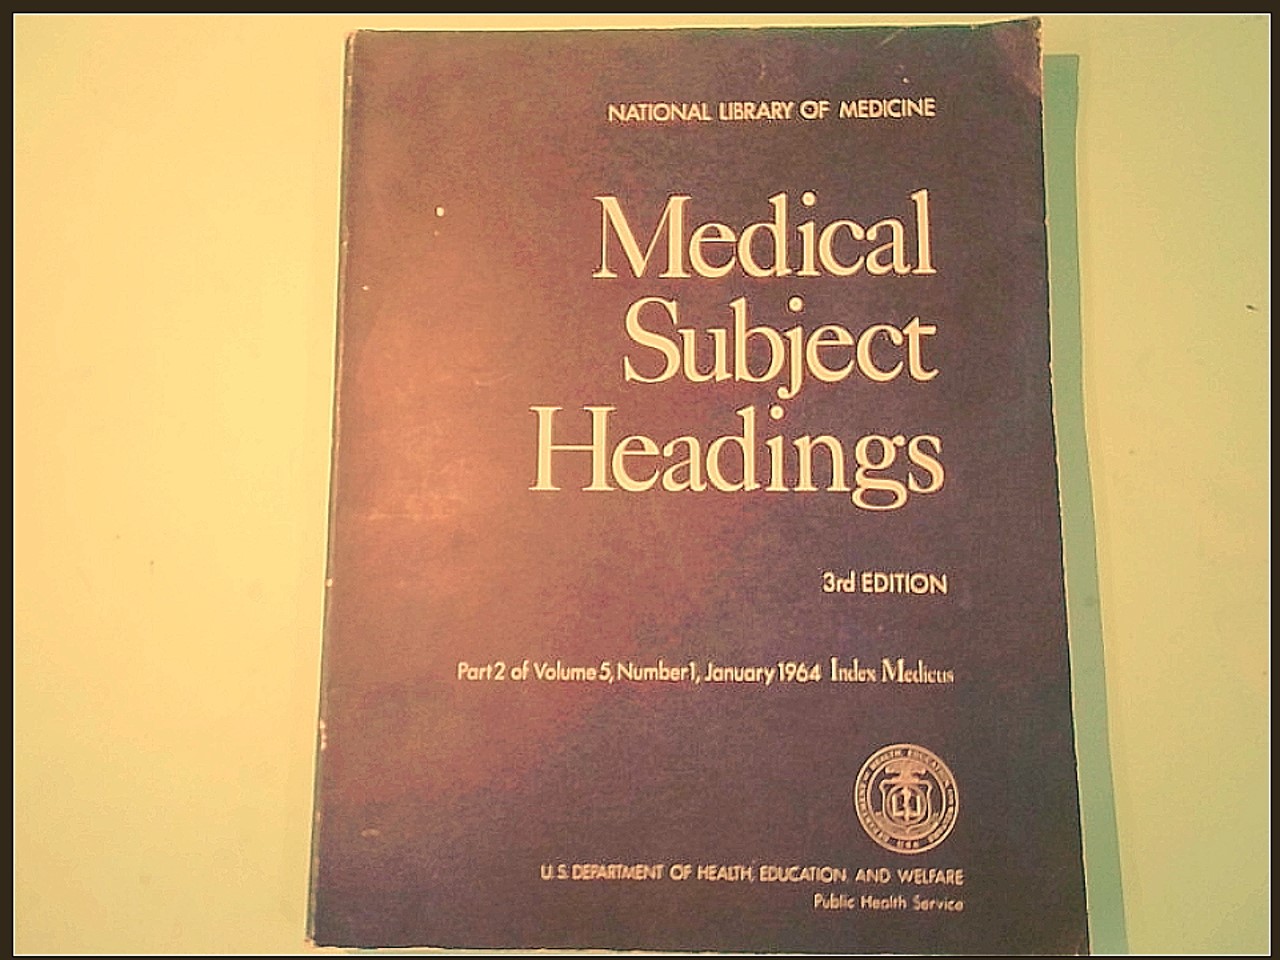 NATIONAL LIBRARY OF MEDICINE
Medical
Subject
Headings
3rd EDITION
Part 2 of Volume 5, Number 1, January 1964 Index Medicus
U.S. DEPARTMENT OF HEALTH, EDUCATION, AND WELFARE
Public Health Service